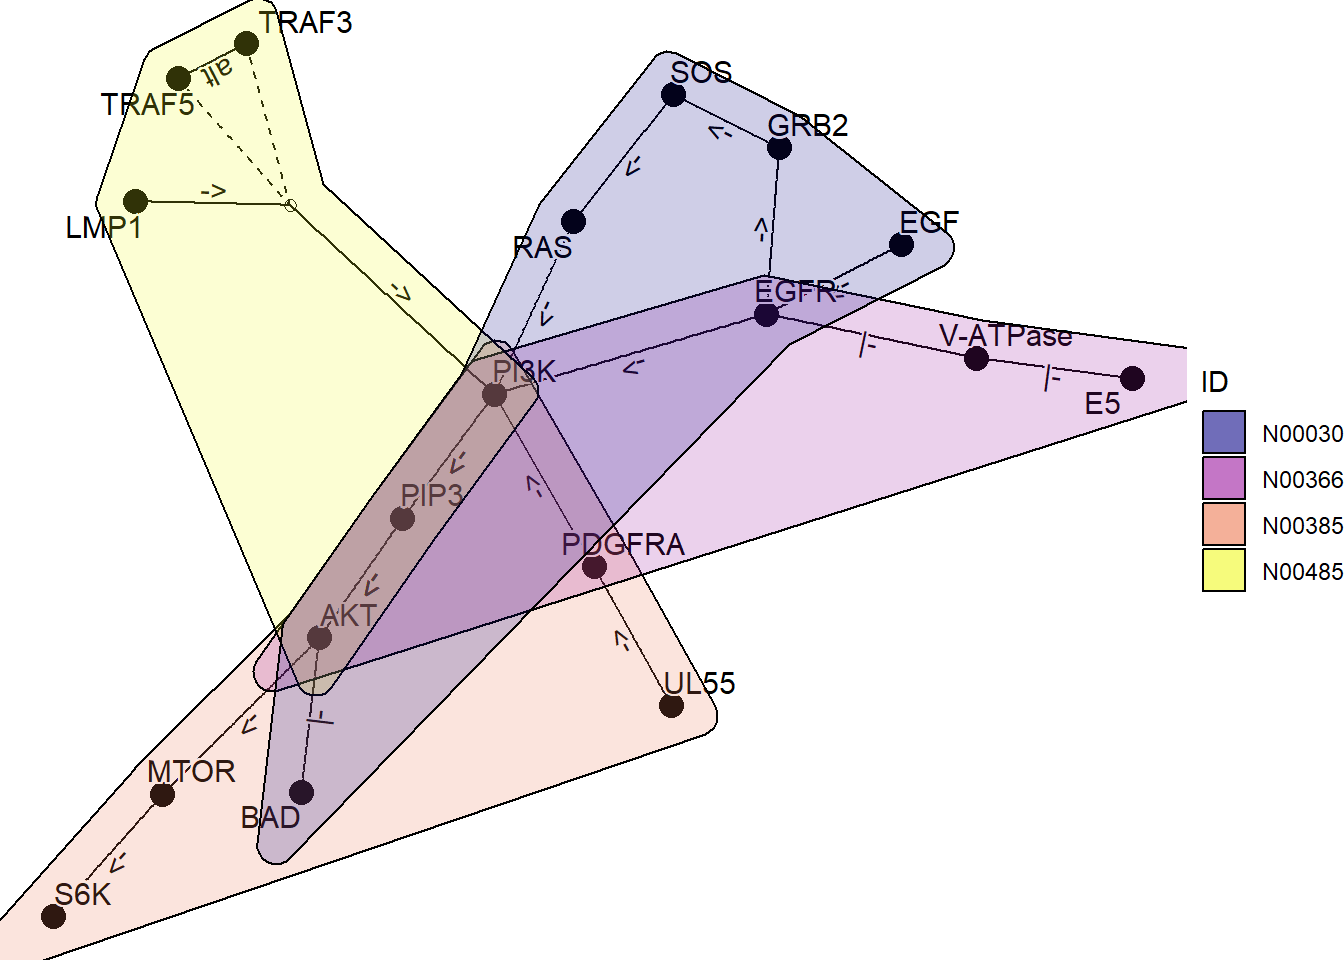 TRAF3
alt
TRAF5
->
LMP1
->
SOS
->
GRB2
->
RAS
->
EGF
->
EGFR
->
->
V-ATPase
-|
-|
E5
PI3K
->
->
PIP3
->
PDGFRA
AKT
->
UL55
->
-|
MTOR
BAD
->
S6K
ID
N00030
N00366
N00385
N00485